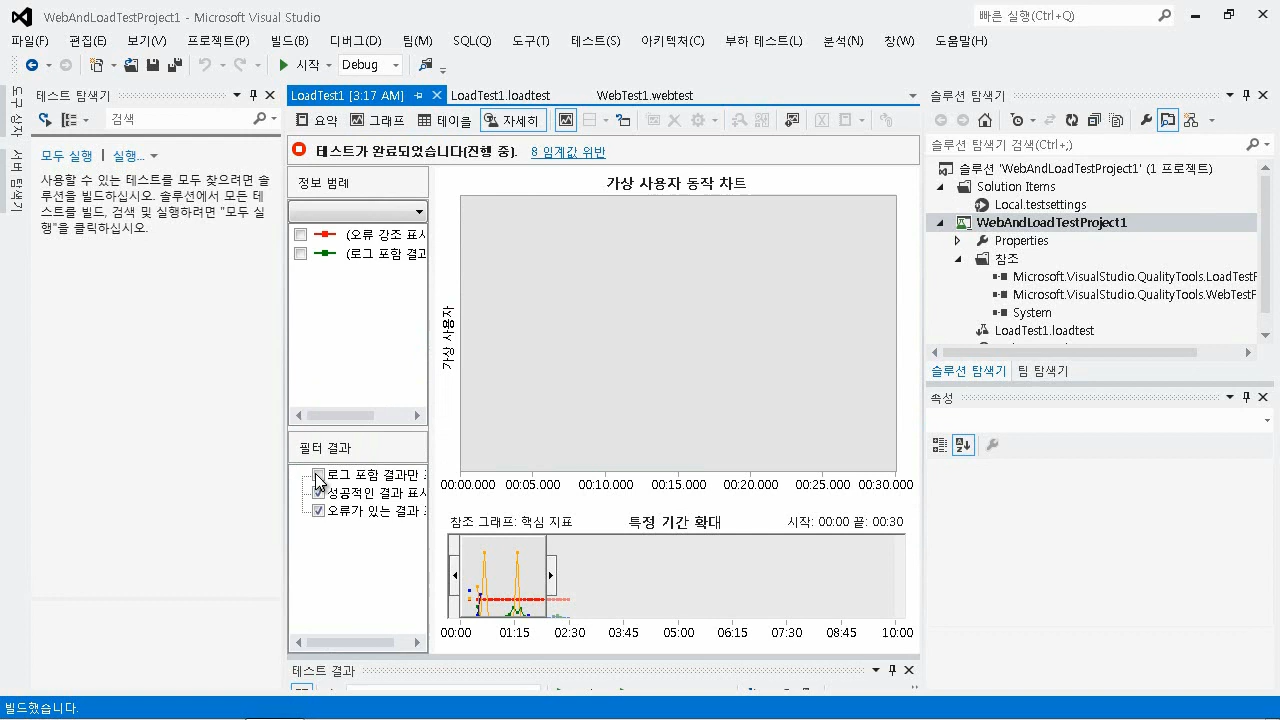 WebAndLoadTestProject1 - Microsoft Visual Studio
빠른 실행(Ctrl+Q)
파일(F) 편집(E) 보기(V) 프로젝트(P) 빌드(B) 디버그(D) 팀(M) SQL(Q) 도구(T) 테스트(S) 아키텍처(C) 부하 테스트(L) 분석(N) 창(W) 도움말(H)
시작 Debug
도구 상자
서버 탐색기
테스트 탐색기
검색
모두 실행 | 실행...
사용할 수 있는 테스트를 모두 찾으려면 솔
루션을 빌드하십시오. 솔루션에서 모든 테
스트를 빌드, 검색 및 실행하려면 "모두 실
행"을 클릭하십시오.
LoadTest1 [3:17 AM] LoadTest1.loadtest WebTest1.webtest
요약 그래프 테이블 자세히
테스트가 완료되었습니다(진행 중). 8 임계값 위반
정보 범례
(오류 강조 표시
(로그 포함 결과
필터 결과
로그 포함 결과만
성공적인 결과 표시
오류가 있는 결과
가상 사용자 동작 차트
가상 사용자
00:00.000 00:05.000 00:10.000 00:15.000 00:20.000 00:25.000 00:30.000
참조 그래프: 핵심 지표 특정 기간 확대 시작: 00:00 끝: 00:30
00:00 01:15 02:30 03:45 05:00 06:15 07:30 08:45 10:00
테스트 결과
솔루션 탐색기
솔루션 탐색기 검색(Ctrl+;)
솔루션 'WebAndLoadTestProject1' (1 프로젝트)
Solution Items
Local.testsettings
WebAndLoadTestProject1
Properties
참조
Microsoft.VisualStudio.QualityTools.LoadTestF
Microsoft.VisualStudio.QualityTools.WebTestF
System
LoadTest1.loadtest
솔루션 탐색기 팀 탐색기
속성
빌드했습니다.